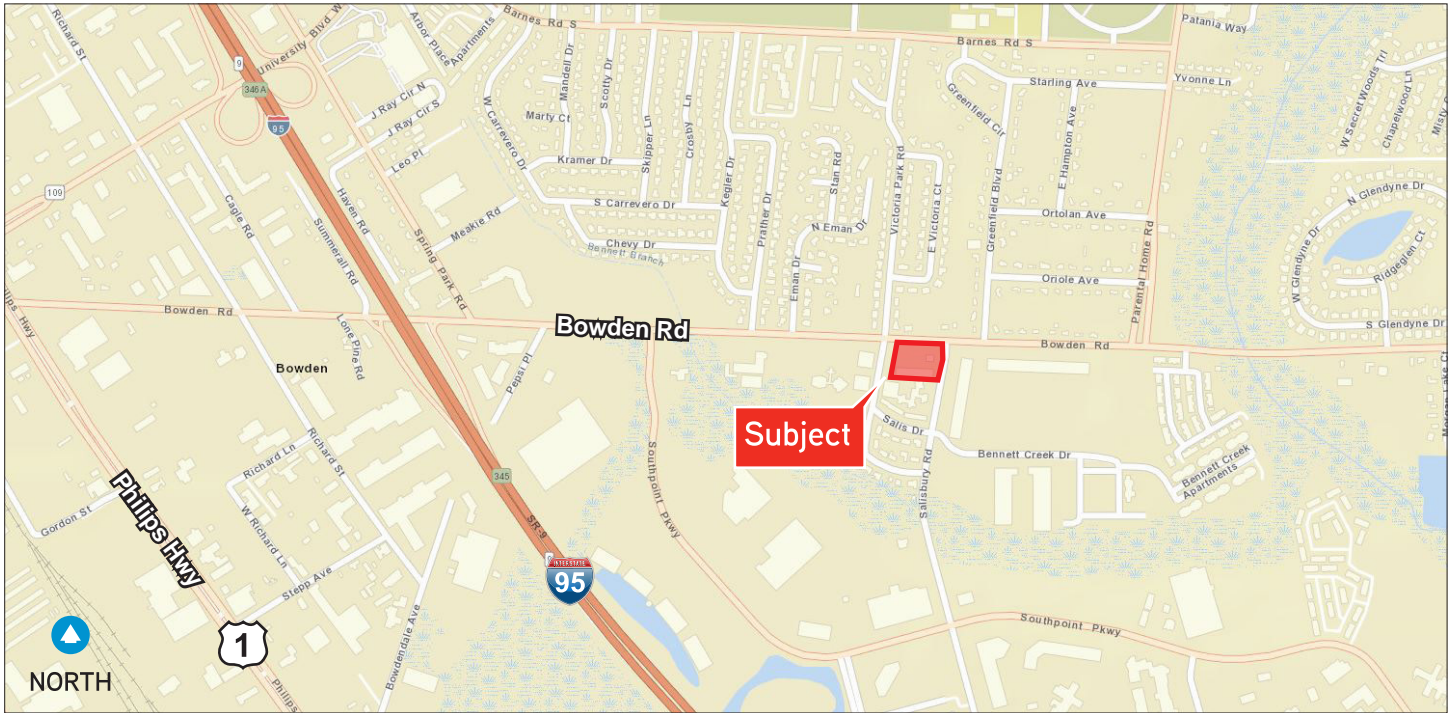 Richard St
University Blvd W
Arbor Place
Apartments
Barnes Rd S
Barnes Rd S
Patania Way
9
346A
95
J Ray Cir N
J Ray Cir S
Leo Pl
W Carrevero Dr
Mandell Dr
Scotty Dr
Marty Ct
Kramer Dr
Skipper Ln
Crosby Ln
Kegler Dr
Prather Dr
Stan Rd
Victoria Park Rd
E Victoria Ct
Greenfield Cir
Greenfield Blvd
Starling Ave
Yvonne Ln
E Hampton Ave
W Secret Woods Trl
Chapelwood Ln
109
Cagle Rd
Summerall Rd
Haven Rd
Spring Park Rd
Meakie Rd
S Carrevero Dr
Chevy Dr
Bennett Branch
N Eman Dr
Eman Dr
Ortolan Ave
Oriole Ave
Parental Home Rd
N Glendyne Dr
W Glendyne Dr
Ridgeglen Ct
S Glendyne Dr
Bowden Rd
Bowden Rd
Bowden Rd
Lone Pine Rd
Bowden
Pepsi Pl
Subject
Salis Dr
Bennett Creek Dr
Bennett Creek
Apartments
Salisbury Rd
Southpoint Pkwy
Southpoint Pkwy
Richard Ln
Richard St
W Richard Ln
Gordon St
Stepp Ave
Bowdendale Ave
Philips Hwy
345
SR-9
INTERSTATE
95
1
NORTH